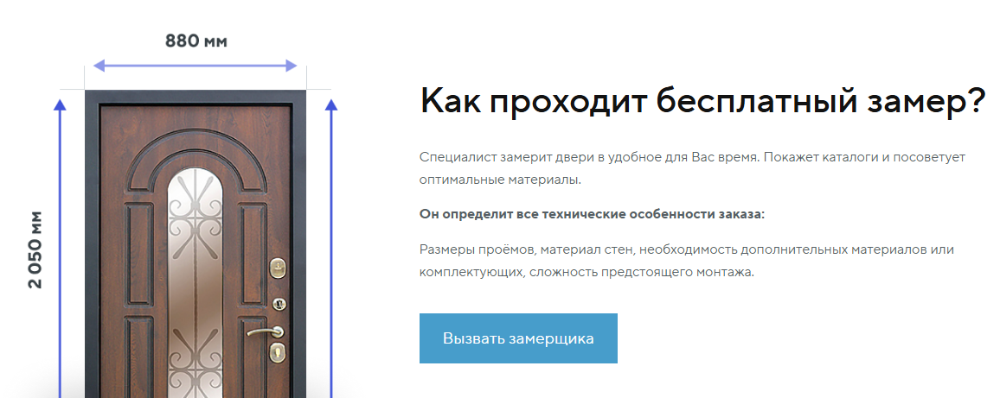 880 мм
2 050 мм
Как проходит бесплатный замер?
Специалист замерит двери в удобное для Вас время. Покажет каталоги и посоветует
оптимальные материалы.
Он определит все технические особенности заказа:
Размеры проёмов, материал стен, необходимость дополнительных материалов или
комплектующих, сложность предстоящего монтажа.
Вызвать замерщика